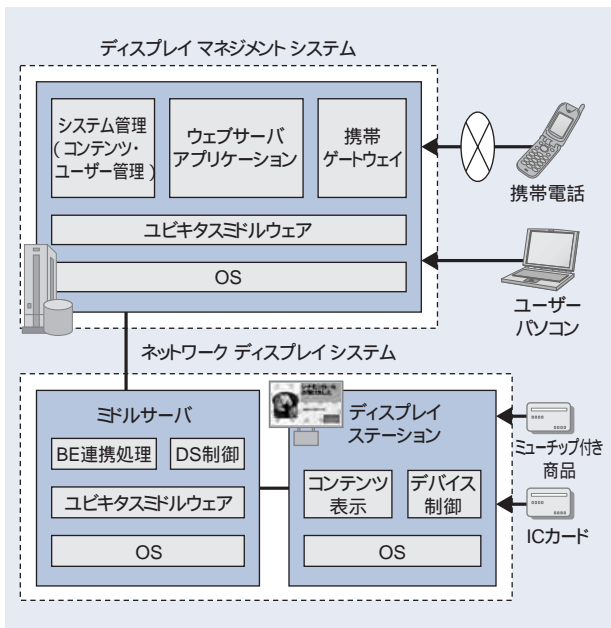 ディスプレイ マネジメント システム
システム管理
(コンテンツ・
ユーザー管理)
ウェブサーバ
アプリケーション
携帯
ゲートウェイ
ユビキタスミドルウェア
OS
携帯電話
ユーザー
パソコン
ネットワーク ディスプレイ システム
ミドルサーバ
BE連携処理
DS制御
ユビキタスミドルウェア
OS
ディスプレイ
ステーション
コンテンツ
表示
デバイス
制御
OS
ミューチップ付き
商品
ICカード